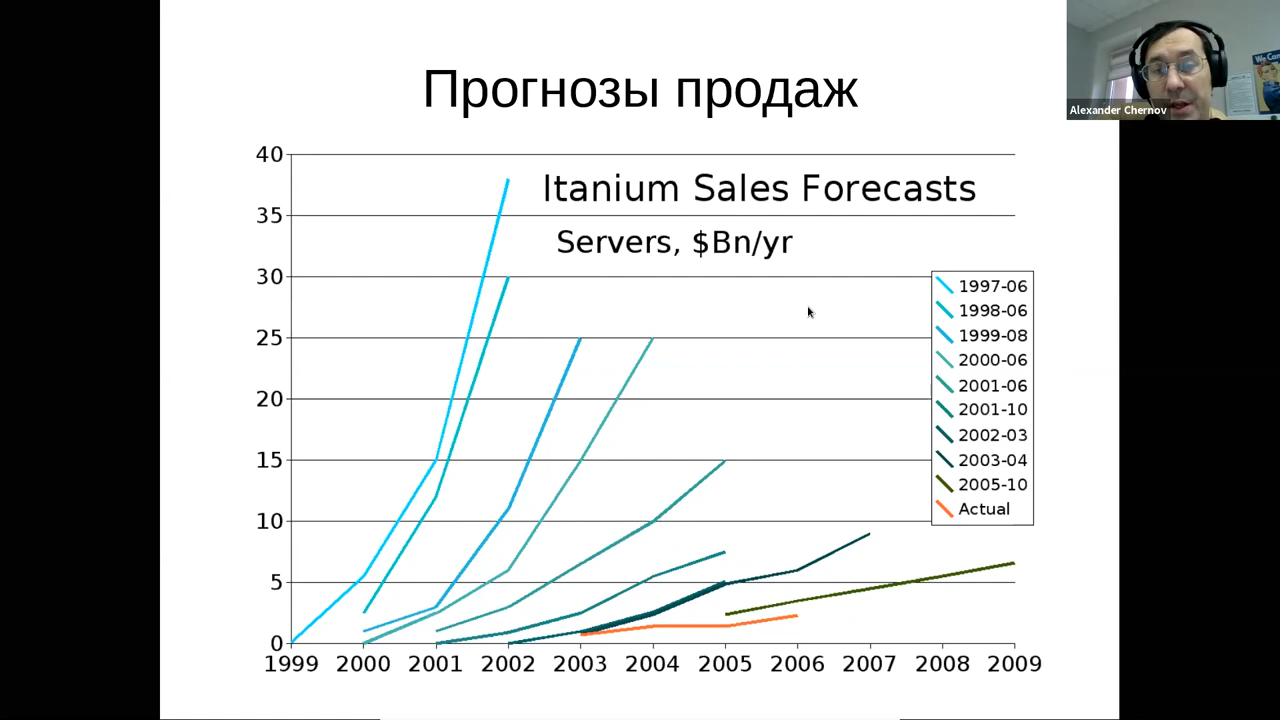 Прогнозы продаж
Alexander Chernov
We Can
Itanium Sales Forecasts
Servers, $Bn/yr
40
35
30
25
20
15
10
5
0
1999 2000 2001 2002 2003 2004 2005 2006 2007 2008 2009
1997-06
1998-06
1999-08
2000-06
2001-06
2001-10
2002-03
2003-04
2005-10
Actual